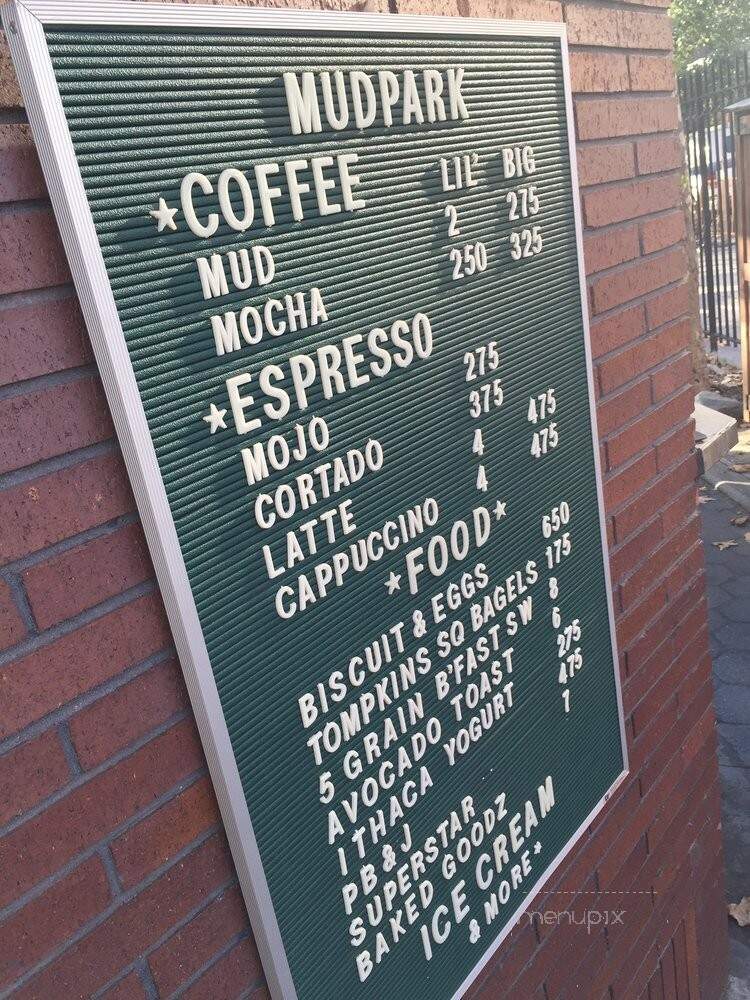 MUDPARK
★COFFEE LIL' BIG
MUD 2 275
MOCHA 250 325
★ESPRESSO
MOJO 275
CORTADO 375
LATTE 4 475
CAPPUCCINO 4 475
★FOOD★
BISCUIT & EGGS 650
TOMPKINS SQ BAGELS 175
5 GRAIN B'FAST SW 8
AVOCADO TOAST 6
ITHACA YOGURT 275
PB&J 475
SUPERSTAR 7
BAKED GOODZ
ICE CREAM
& MORE*
menupix